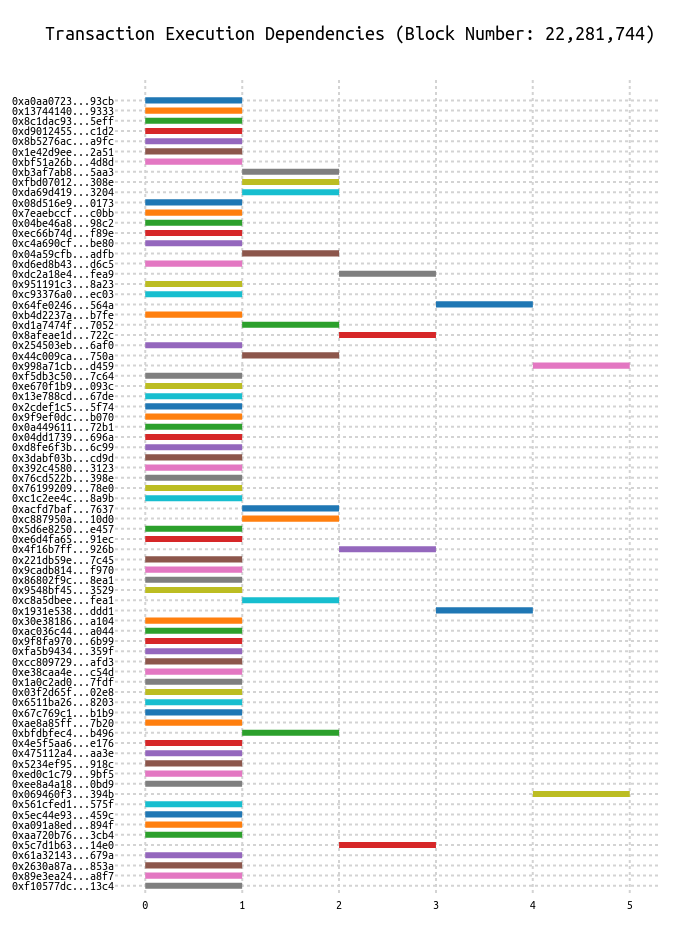 Transaction Execution Dependencies (Block Number: 22,281,744)
0xa0aa0723...93cb
0x13744140...9333
0x8c1dac93...5eff
0xd9012455...c1d2
0x8b5276ac...a9fc
0x1e42d9ee...2a51
0xbf51a26b...4d8d
0xb3af7ab8...5aa3
0xfbd07012...308e
0xda69d419...3204
0x08d516e9...0173
0x7eaebccf...c0bb
0x04be46a8...98c2
0xec66b74d...f89e
0xc4a690cf...be80
0x04a59cfb...adfb
0xd6ed8b43...d6c5
0xdc2a18e4...fea9
0x951191c3...8a23
0xc93376a0...ec03
0x64fe0246...564a
0xb4d2237a...b7fe
0xd1a7474f...7052
0x8afeae1d...722c
0x254503eb...6af0
0x44c009ca...750a
0x998a71cb...d459
0xf5db3c50...7c64
0xe670f1b9...093c
0x13e788cd...67de
0x2cdef1c5...5f74
0x9f9ef0dc...b070
0x0a449611...72b1
0x04dd1739...696a
0xd8fe6f3b...6c99
0x3dabf03b...cd9d
0x392c4580...3123
0x76cd522b...398e
0x76199209...78e0
0xc1c2ee4c...8a9b
0xacfd7baf...7637
0xc887950a...10d0
0x5d6e8250...e457
0xe6d4fa65...91ec
0x4f16b7ff...926b
0x221db59e...7c45
0x9cadb814...f970
0x86802f9c...8ea1
0x9548bf45...3529
0xc8a5dbee...fea1
0x1931e538...ddd1
0x30e38186...a104
0xac036c44...a044
0x9f8fa970...6b99
0xfa5b9434...359f
0xcc809729...afd3
0xe38caa4e...c54d
0x1a0c2ad0...7fdf
0x03f2d65f...02e8
0x6511ba26...8203
0x67c769c1...b1b9
0xae8a85ff...7b20
0xbfdbfec4...b496
0x4e5f5aa6...e176
0x475112a4...aa3e
0x5234ef95...918c
0xed0c1c79...9bf5
0xee8a4a18...0bd9
0x069460f3...394b
0x561cfed1...575f
0x5ec44e93...459c
0xa091a8ed...894f
0xaa720b76...3cb4
0x5c7d1b63...14e0
0x61a32143...679a
0x2630a87a...853a
0x89e3ea24...a8f7
0xf10577dc...13c4
0 1 2 3 4 5